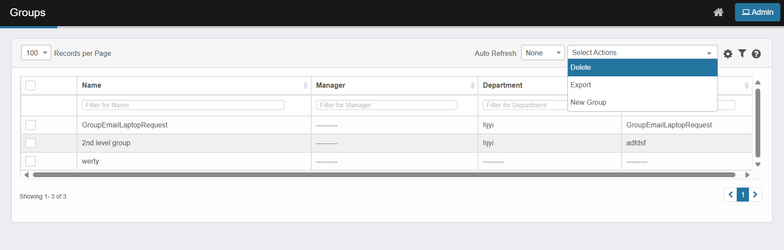 Groups
Admin
100 Records per Page
Auto Refresh: None Select Actions
Delete
Export
New Group
Name Manager Department
Filter for Name Filter for Manager Filter for Department
GroupEmailLaptopRequest --------- hjyi GroupEmailLaptopRequest
2nd level group --------- hjyi adfdsf
werty --------- --------- ---------
Showing 1- 3 of 3
1